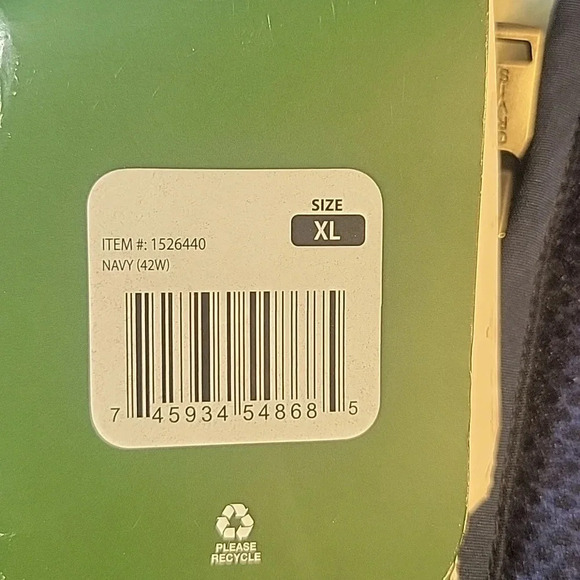 SIZE
XL
ITEM #: 1526440
NAVY (42W)
7 45934 54868 5
PLEASE
RECYCLE